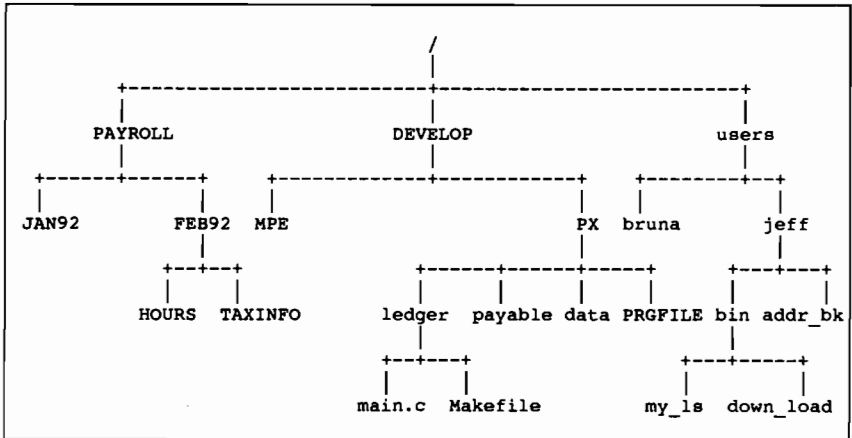 /
PAYROLL DEVELOP users
JAN92 FEB92 MPE PX bruna jeff
HOURS TAXINFO ledger payable data PRGFILE bin addr_bk
main.c Makefile my_ls down_load